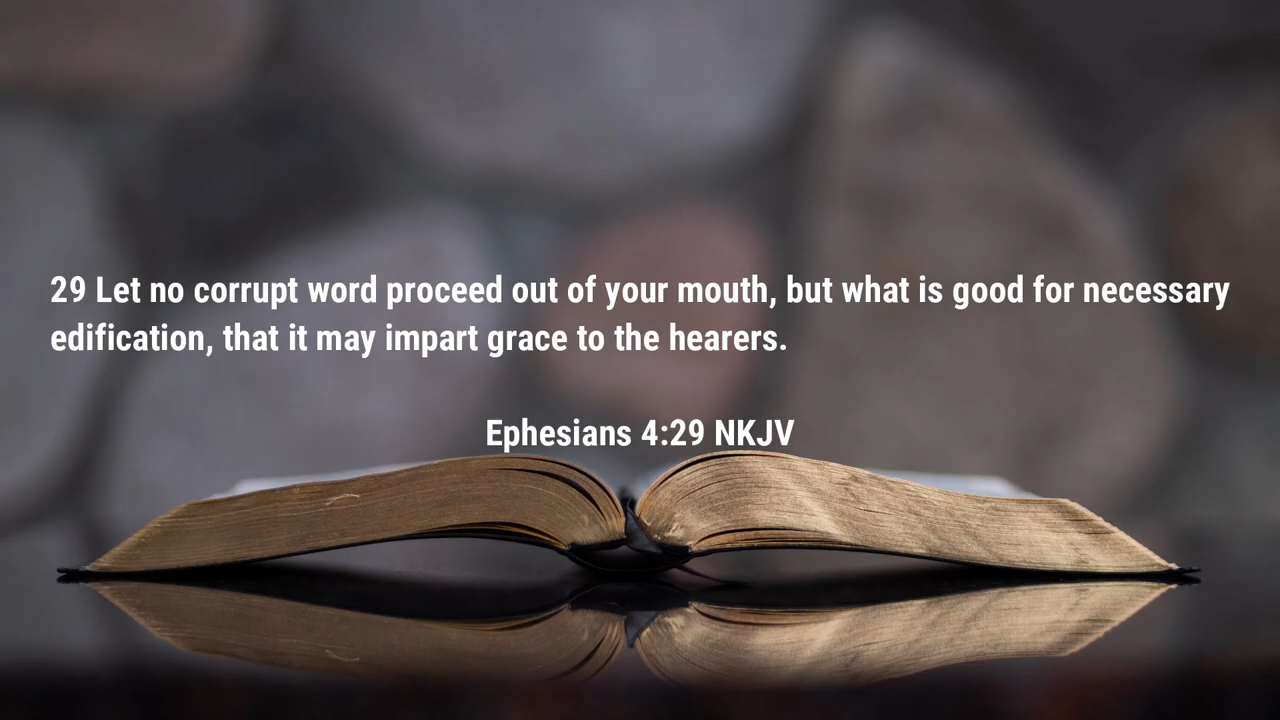 29 Let no corrupt word proceed out of your mouth, but what is good for necessary
edification, that it may impart grace to the hearers.
Ephesians 4:29 NKJV